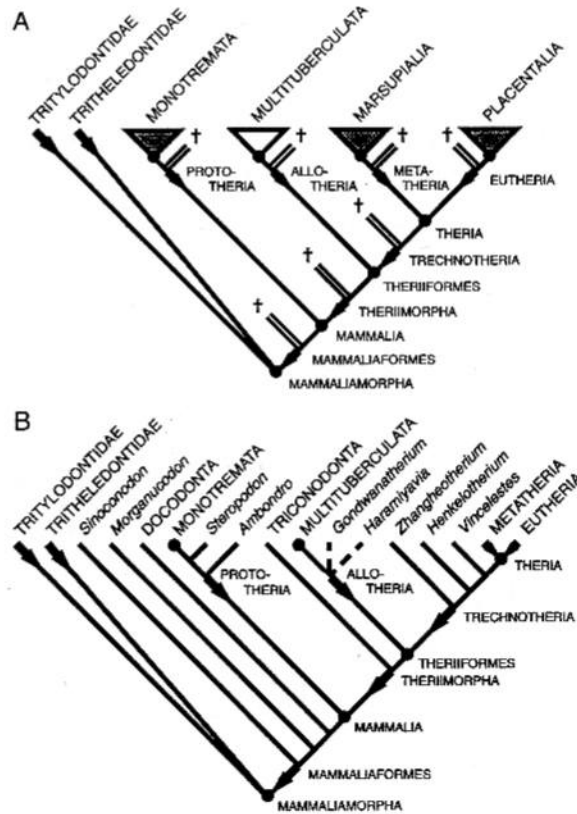 A
TRITYLODONTIDAE
TRITHELEDONTIDAE
MONOTREMATA
MULTITUBERCULATA
MARSUPIALIA
PLACENTALIA
†
†
†
†
PROTO-
THERIA
ALLO-
THERIA
META-
THERIA
EUTHERIA
†
THERIA
TRECHNOTHERIA
†
THERIIFORMES
THERIIMORPHA
†
MAMMALIA
MAMMALIAFORMES
MAMMALIAMORPHA
B
TRITYLODONTIDAE
TRITHELEDONTIDAE
Sinoconodon
Morganucodon
DOCODONTA
MONOTREMATA
Steropodon
Ambondro
TRICONODONTA
MULTITUBERCULATA
Gondwanatherium
Haramiyavia
Zhangheotherium
Henkelotherium
Vincelestes
METATHERIA
EUTHERIA
PROTO-
THERIA
ALLO-
THERIA
THERIA
TRECHNOTHERIA
THERIIFORMES
THERIIMORPHA
MAMMALIA
MAMMALIAFORMES
MAMMALIAMORPHA